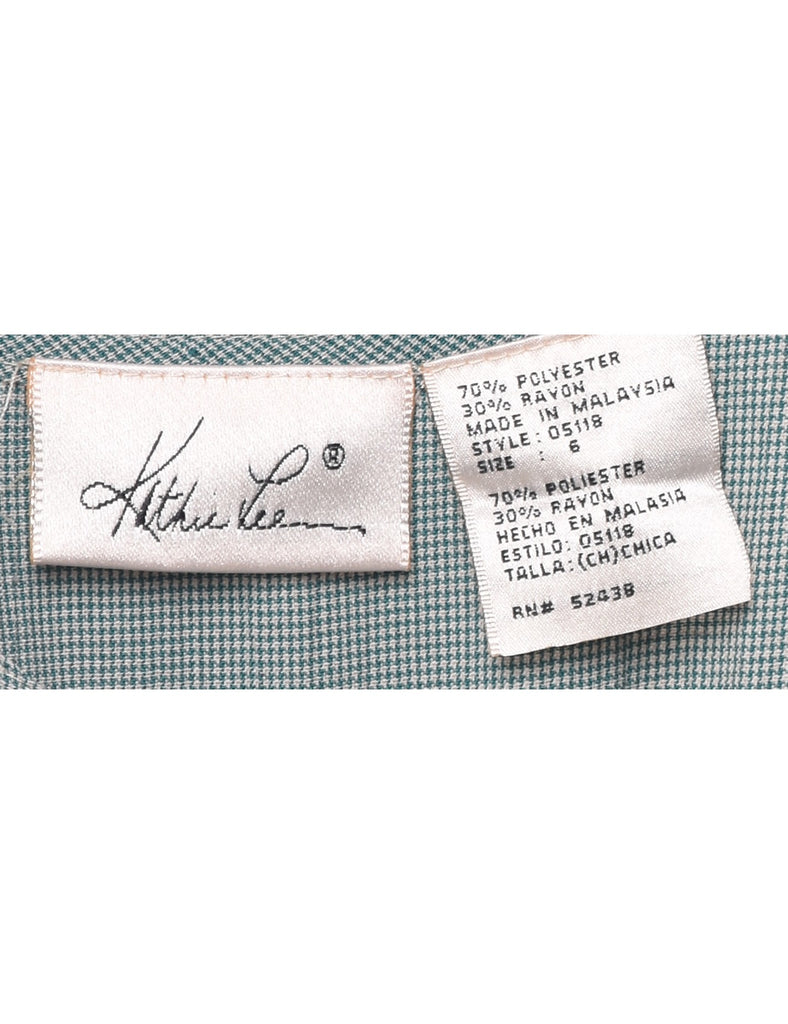 Kathie Lee ®
70% POLYESTER
30% RAYON
MADE IN MALAYSIA
STYLE: 05118
SIZE : 6
70% POLIESTER
30% RAYON
HECHO EN MALASIA
ESTILO: 05118
TALLA:(CH)CHICA
RN# 52438